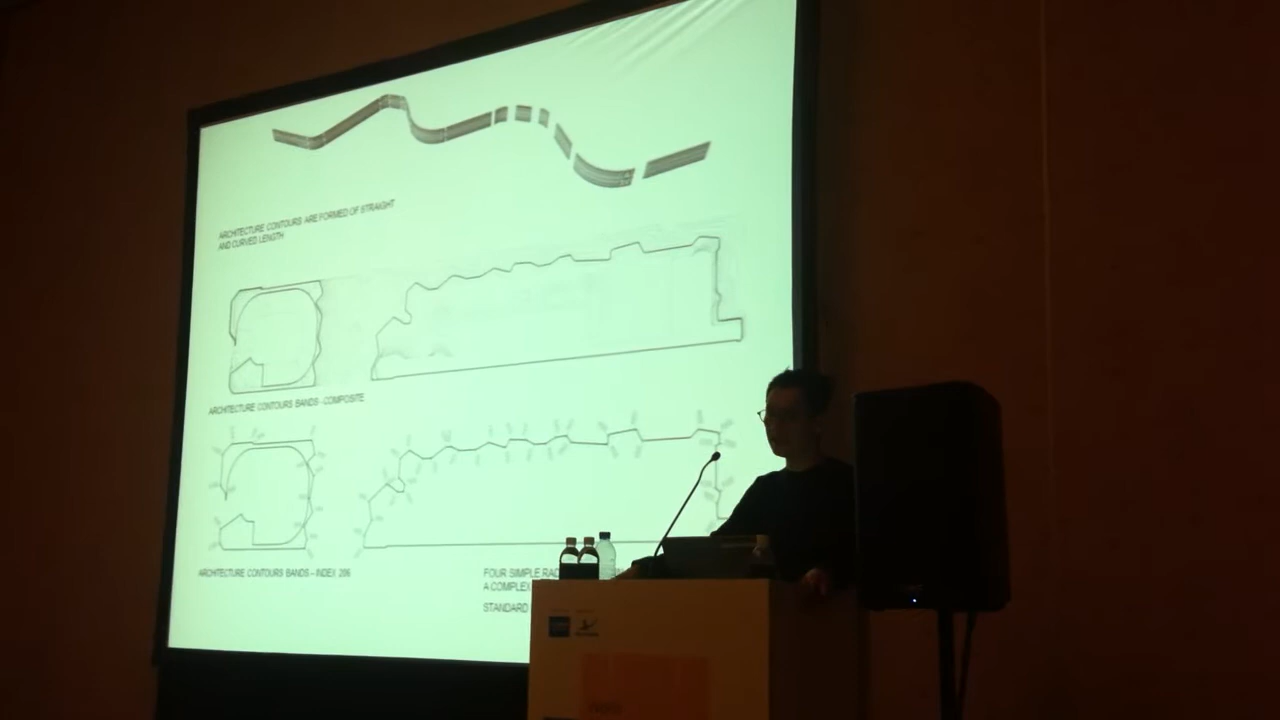 ARCHITECTURE CONTOURS ARE FORMED OF STRAIGHT
AND CURVED LENGTH
ARCHITECTURE CONTOURS BANDS- COMPOSITE
ARCHITECTURE CONTOURS BANDS - INDEX 206
FOUR SIMPLE
A COMPLEX
STANDARD